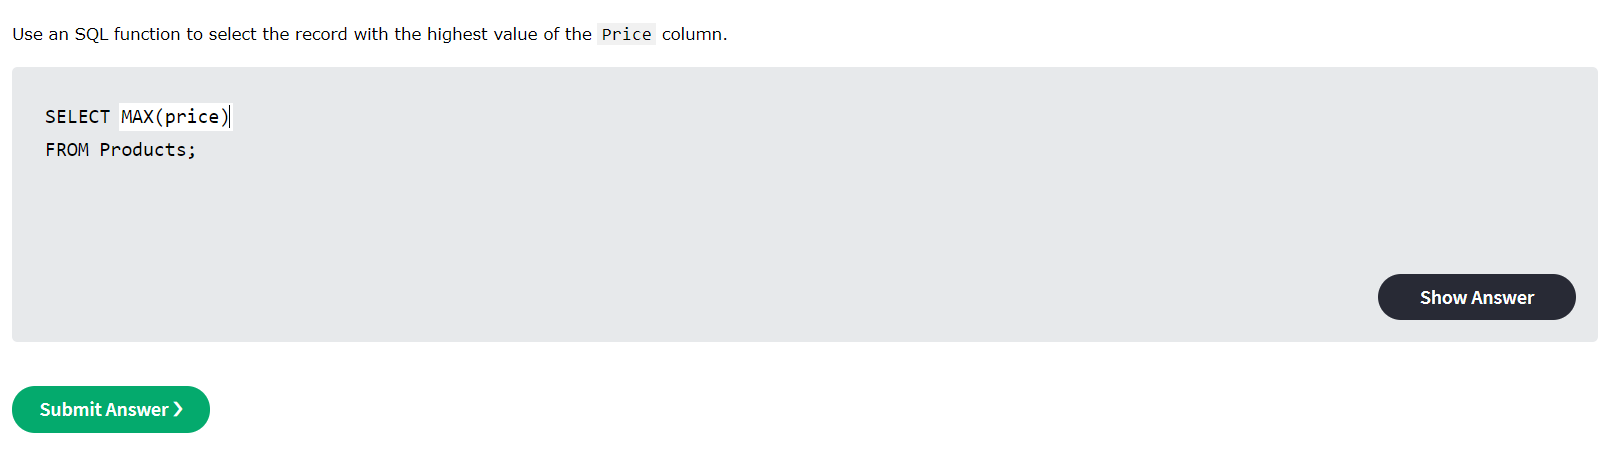 Use an SQL function to select the record with the highest value of the Price column.
SELECT MAX(price)
FROM Products;
Show Answer
Submit Answer ❯